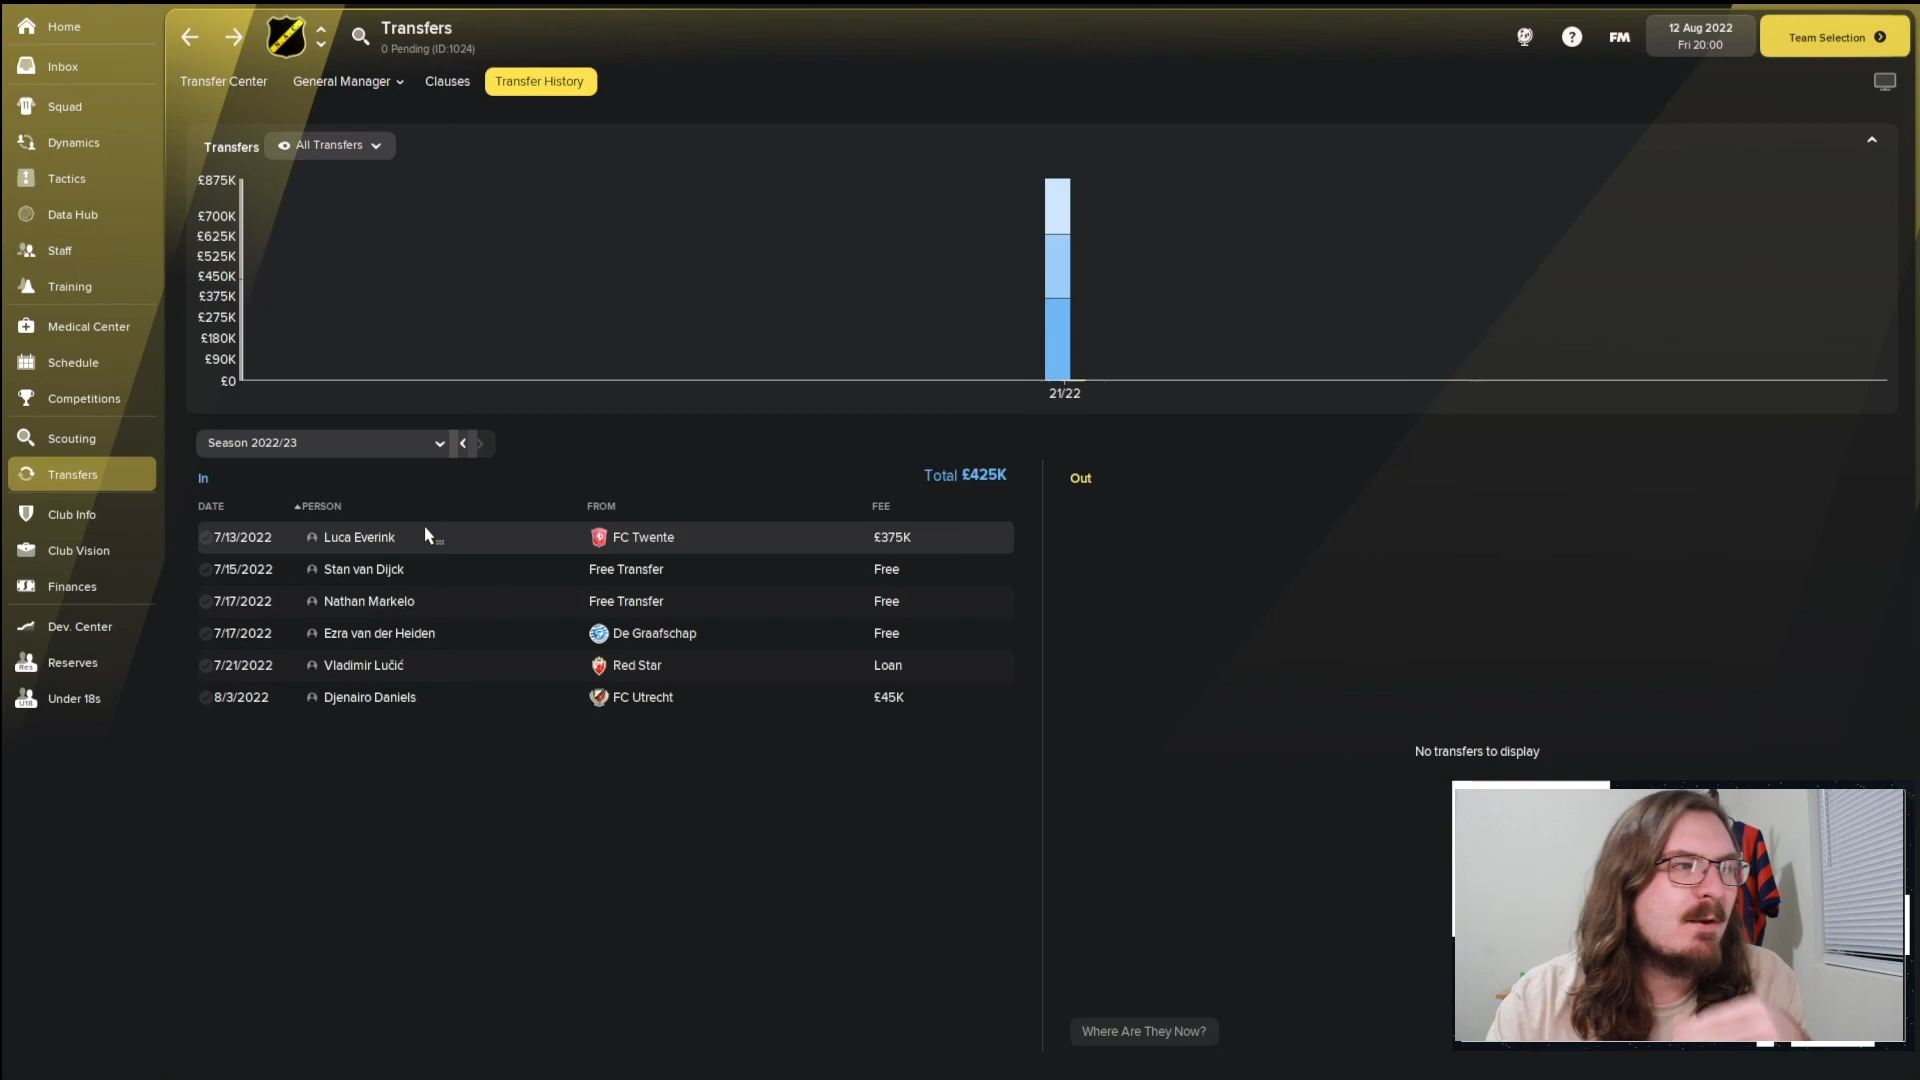 Home
Inbox
Squad
Dynamics
Tactics
Data Hub
Staff
Training
Medical Center
Schedule
Competitions
Scouting
Transfers
Club Info
Club Vision
Finances
Dev. Center
Res
Reserves
U18
Under 18s
Transfers
0 Pending (ID:1024)
FM
12 Aug 2022
Fri 20:00
Team Selection
Transfer Center General Manager Clauses Transfer History
Transfers All Transfers
£875K
£700K
£625K
£525K
£450K
£375K
£275K
£180K
£90K
£0
21/22
Season 2022/23
In Total £425K
DATE PERSON FROM FEE
7/13/2022 Luca Everink FC Twente £375K
7/15/2022 Stan van Dijck Free Transfer Free
7/17/2022 Nathan Markelo Free Transfer Free
7/17/2022 Ezra van der Heiden De Graafschap Free
7/21/2022 Vladimir Lučić Red Star Loan
8/3/2022 Djenairo Daniels FC Utrecht £45K
Out
No transfers to display
Where Are They Now?